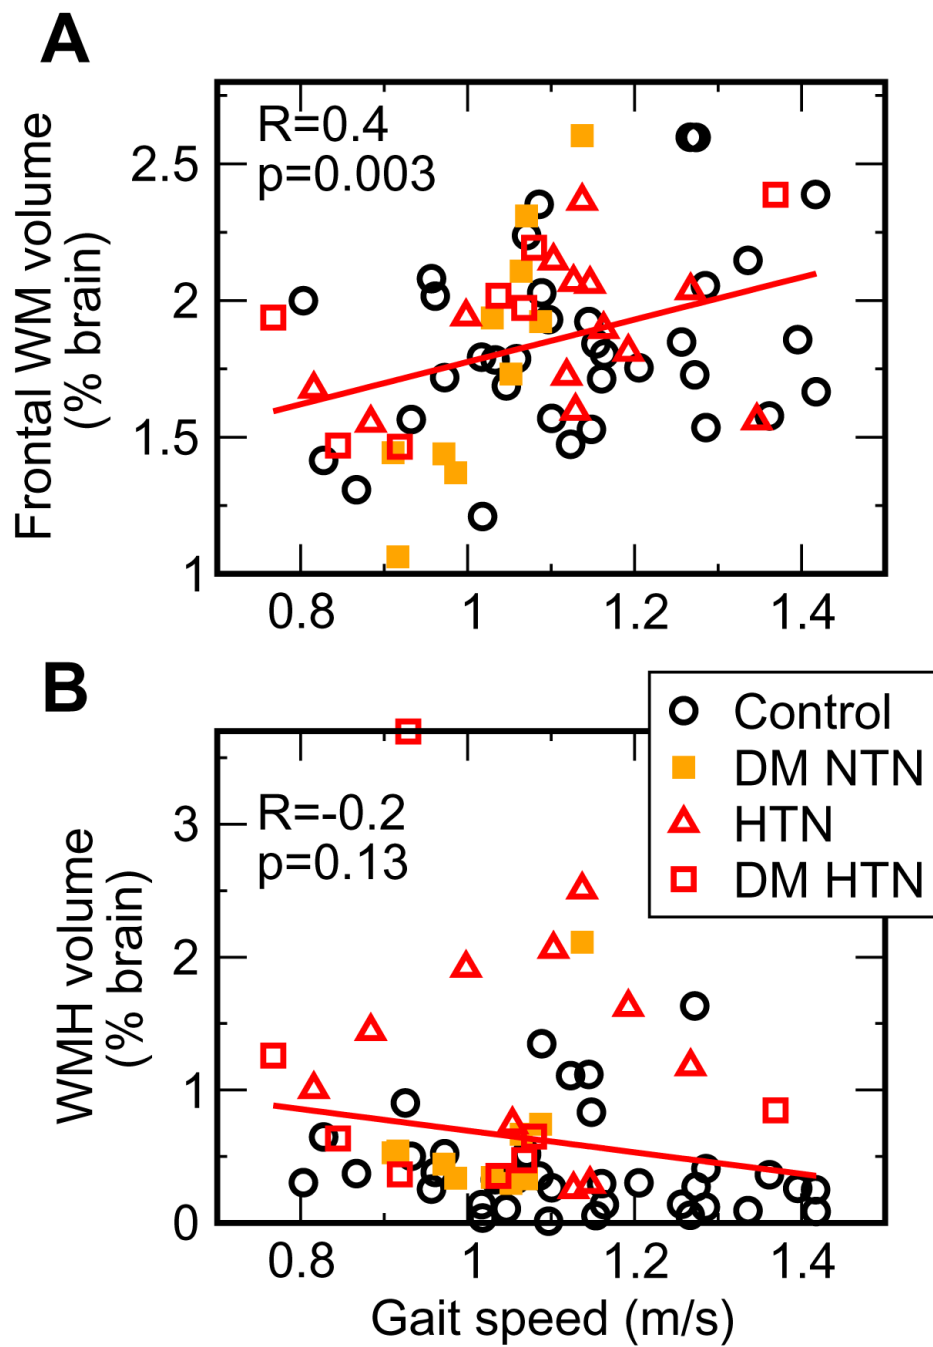 A
R=0.4
p=0.003
Frontal WM volume
(% brain)
2.5
2
1.5
1
0.8
1
1.2
1.4
B
Control
DM NTN
HTN
DM HTN
R=-0.2
p=0.13
WMH volume
(% brain)
3
2
1
0
0.8
1
1.2
1.4
Gait speed (m/s)